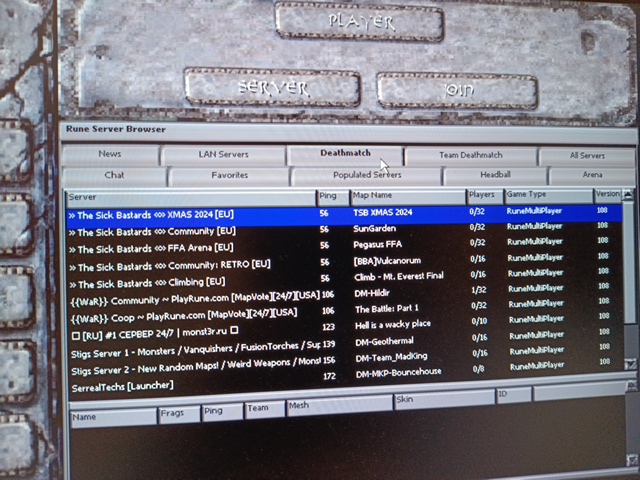 PLAYER
SERVER JOIN
Rune Server Browser
News LAN Servers Deathmatch Team Deathmatch All Servers
Chat Favorites Populated Servers Headball Arena
Server Ping Map Name Players Game Type Version
» The Sick Bastards <=> XMAS 2024 [EU] 56 TSB XMAS 2024 0/32 RuneMultiPlayer 108
» The Sick Bastards <=> Community [EU] 56 SunGarden 0/32 RuneMultiPlayer 108
» The Sick Bastards <=> FFA Arena [EU] 56 Pegasus FFA 0/32 RuneMultiPlayer 108
» The Sick Bastards <=> Community: RETRO [EU] 56 [BBA]Vulcanorum 0/16 RuneMultiPlayer 108
» The Sick Bastards <=> Climbing [EU] 56 Climb - Mt. Everest Final 0/16 RuneMultiPlayer 108
{{WaR}} Community ~ PlayRune.com [MapVote][24/7][USA] 106 DM-Hildir 1/32 RuneMultiPlayer 108
{{WaR}} Coop ~ PlayRune.com [MapVote][24/7][USA] 106 The Battle: Part 1 0/32 RuneMultiPlayer 108
□ [RU] #1 СЕРВЕР 24/7 | monst3r.ru □ 123 Hell is a wacky place 0/10 RuneMultiPlayer 108
Stigs Server 1 - Monsters / Vanquishers / FusionTorches / Su 139 DM-Geothermal 0/16 RuneMultiPlayer 108
Stigs Server 2 - New Random Maps! / Weird Weapons / Mons 156 DM-Team_MadKing 0/16 RuneMultiPlayer 108
SerrealTechs [Launcher] 172 DM-MKP-Bouncehouse 0/8 RuneMultiPlayer 108
Name Frags Ping Team Mesh Skin ID